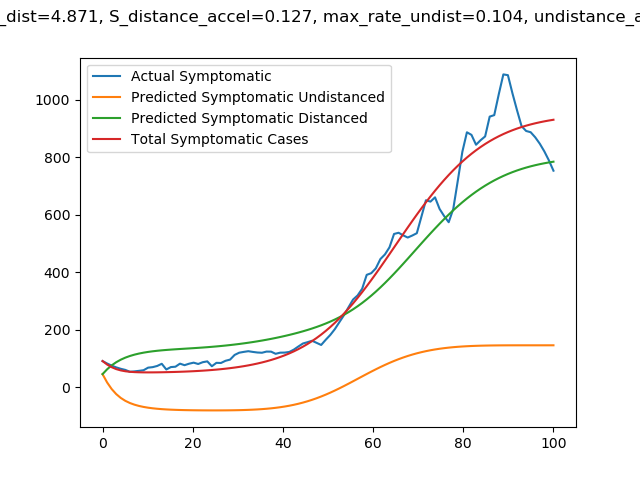 _dist=4.871, S_distance_accel=0.127, max_rate_undist=0.104, undistance_a
Actual Symptomatic
Predicted Symptomatic Undistanced
Predicted Symptomatic Distanced
Total Symptomatic Cases
1000
800
600
400
200
0
0 20 40 60 80 100